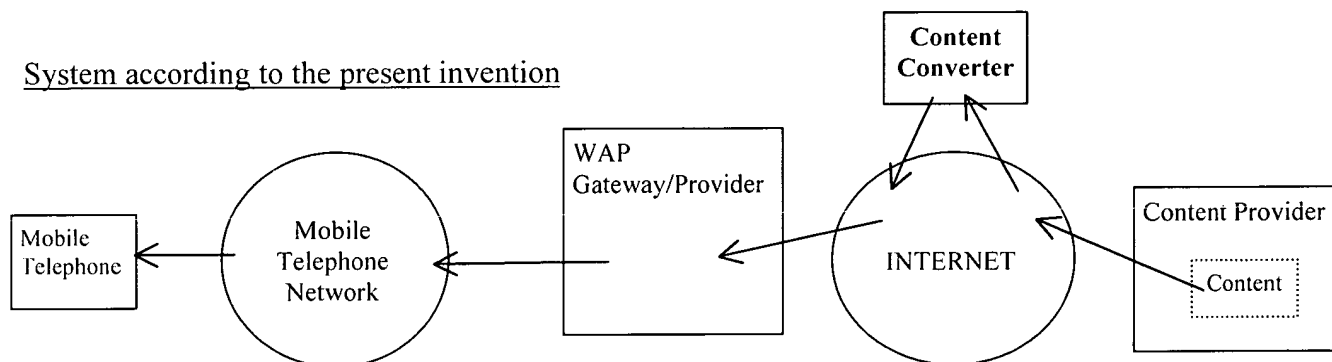 System according to the present invention
Content
Converter
WAP
Gateway/Provider
Mobile
Telephone
Mobile
Telephone
Network
INTERNET
Content Provider
Content